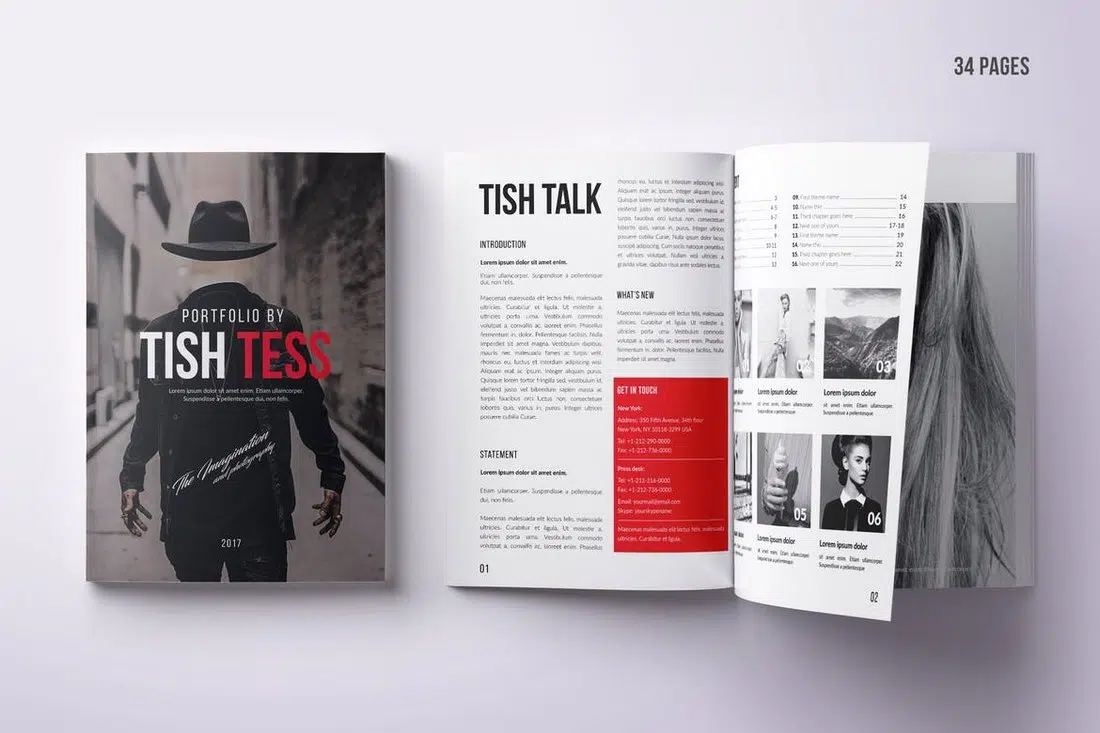 34 PAGES
PORTFOLIO BY
TISH TESS
Lorem ipsum dolor sit amet enim. Etiam ullamcorper.
Suspendisse a pellentesque dui, non felis.
The Imagination
and photography
2017
TISH TALK
INTRODUCTION
Lorem ipsum dolor sit amet enim.
Etiam ullamcorper. Suspendisse a pellentesque
dui, non felis.
Maecenas malesuada elit lectus felis, malesuada
ultricies. Curabitur et ligula. Ut molestie a,
ultricies porta urna. Vestibulum commodo
volutpat a, convallis ac, laoreet enim. Phasellus
fermentum in, dolor. Pellentesque facilisis. Nulla
imperdiet sit amet magna. Vestibulum dapibus,
mauris nec malesuada fames ac turpis velit,
rhoncus eu, luctus et interdum adipiscing wisi.
Aliquam erat ac ipsum. Integer aliquam purus.
Quisque lorem tortor fringilla sed, vestibulum id,
eleifend justo vel bibendum sapien massa ac
turpis faucibus orci luctus non, consectetuer
lobortis quis, varius in, purus. Integer ultrices
posuere cubilia Curae.
STATEMENT
Lorem ipsum dolor sit amet enim.
Etiam ullamcorper. Suspendisse a pellentesque
dui, non felis.
Maecenas malesuada elit lectus felis, malesuada
ultricies. Curabitur et ligula. Ut molestie a,
ultricies porta urna. Vestibulum commodo
volutpat a, convallis ac, laoreet enim. Phasellus
01
rhoncus eu, luctus et interdum adipiscing wisi.
Aliquam erat ac ipsum. Integer aliquam purus.
Quisque lorem tortor fringilla sed, vestibulum id,
eleifend justo vel bibendum sapien massa ac
turpis faucibus orci luctus non, consectetuer
lobortis quis, varius in, purus. Integer ultrices
posuere cubilia Curae, Nulla ipsum dolor lacus,
suscipit adipiscing. Cum sociis natoque penatibus
et ultrices volutpat. Nullam wisi ultricies a,
gravida vitae, dapibus risus ante sodales lectus.
WHAT'S NEW
Maecenas malesuada elit lectus felis, malesuada
ultricies. Curabitur et ligula. Ut molestie a,
ultricies porta urna. Vestibulum commodo
volutpat a, convallis ac, laoreet enim. Phasellus
fermentum in, dolor. Pellentesque facilisis. Nulla
imperdiet sit amet magna.
GET IN TOUCH
New York:
Address: 350 Fifth Avenue, 34th floor
New York, NY 10118-3299 USA
Tel: +1-212-290-0000
Fax: +1-212-736-0000
Press desk:
Tel: +1-212-216-0000
Fax: +1-212-736-0000
Email: yourmail@email.com
Skype: yourskypename
Maecenas malesuada elit lectus felis, malesuada
ultricies. Curabitur et ligula.
3
4-5
6-7
8
9
10-11
12
09. First theme name 14
10. Name this 15
11. Third chapter goes here 16
12. Next one of yours 17-18
13. First theme name 19
14. Name this 20
15. Third chapter goes here 21
16. Next one of yours 22
03
Lorem ipsum dolor
sit amet enim. Etiam ullamcorper.
Suspendisse a pellentesque
Lorem ipsum dolor
sit amet enim. Etiam ullamcorper.
Suspendisse a pellentesque
05
06
Lorem ipsum dolor
sit amet enim. Etiam ullamcorper.
Suspendisse a pellentesque
Lorem ipsum dolor
sit amet enim. Etiam ullamcorper.
Suspendisse a pellentesque
02